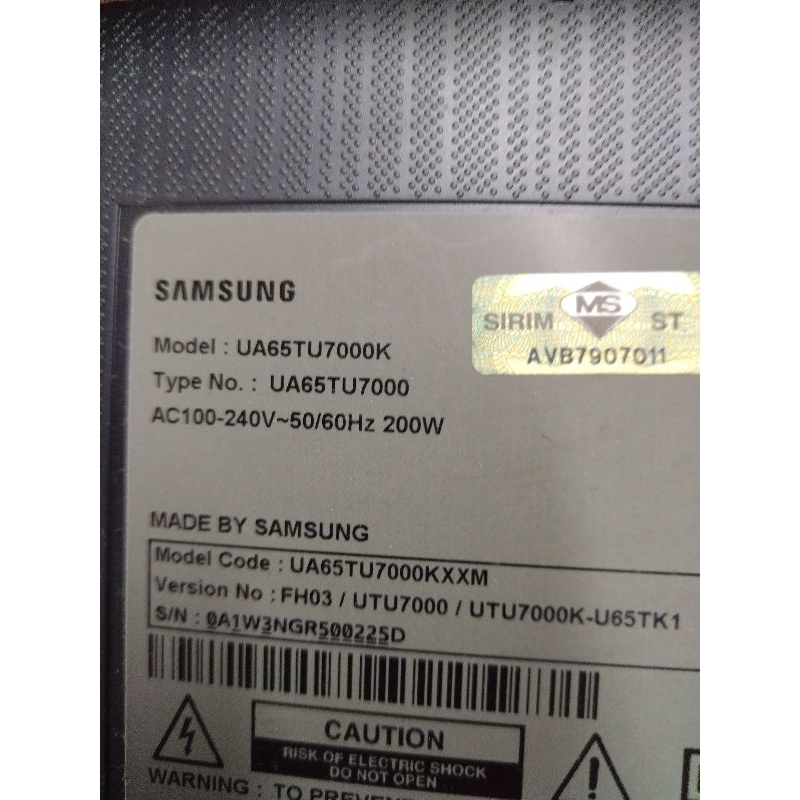 SAMSUNG
SIRIM MS ST
AVB7907011
Model : UA65TU7000K
Type No. : UA65TU7000
AC100-240V~50/60Hz 200W
MADE BY SAMSUNG
Model Code : UA65TU7000KXXM
Version No : FH03 / UTU7000 / UTU7000K-U65TK1
S/N : 0A1W3NGR500225D
CAUTION
RISK OF ELECTRIC SHOCK
DO NOT OPEN
WARNING : TO PREVENT